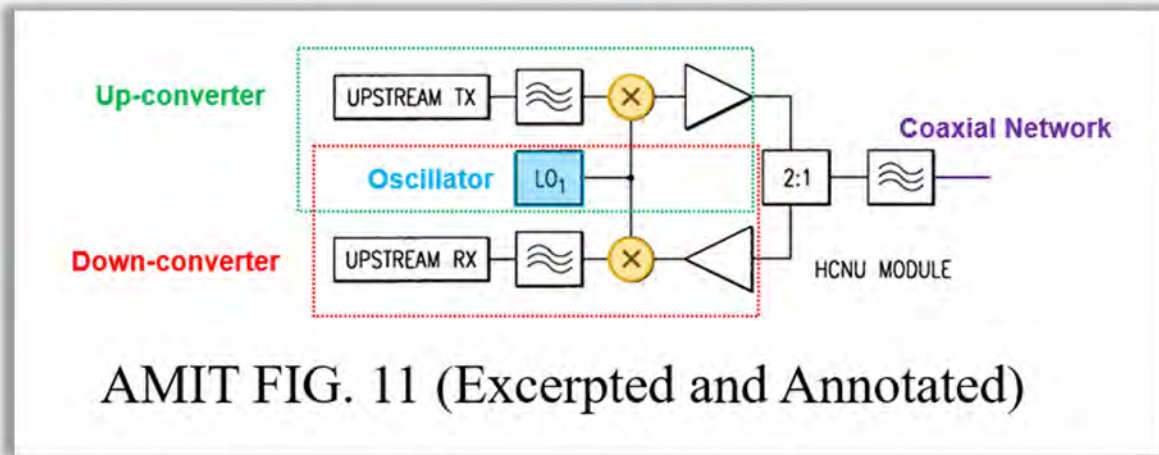 Up-converter
UPSTREAM TX
Coaxial Network
Oscillator
LO₁
2:1
Down-converter
UPSTREAM RX
HCNU MODULE
AMIT FIG. 11 (Excerpted and Annotated)